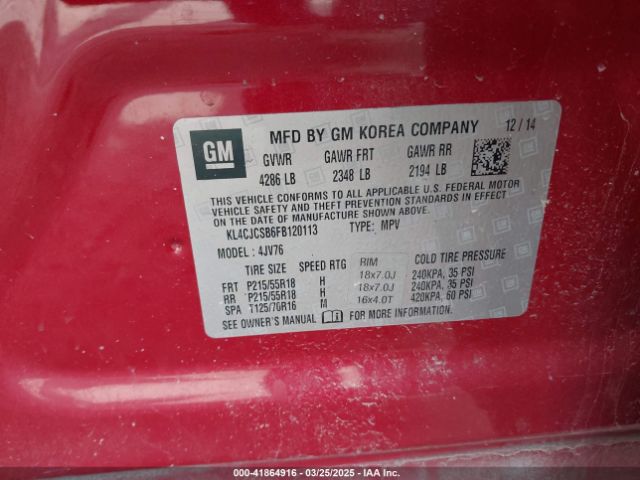 GM
MFD BY GM KOREA COMPANY 12/14
GVWR GAWR FRT GAWR RR
4286 LB 2348 LB 2194 LB
THIS VEHICLE CONFORMS TO ALL APPLICABLE U.S. FEDERAL MOTOR
VEHICLE SAFETY AND THEFT PREVENTION STANDARDS IN EFFECT
ON THE DATE OF MANUFACTURE SHOWN ABOVE.
KL4CJCSB6FB120113 TYPE: MPV
MODEL: 4JV76
TIRE SIZE SPEED RTG RIM COLD TIRE PRESSURE
FRT P215/55R18 H 18x7.0J 240KPA, 35 PSI
RR P215/55R18 H 18x7.0J 240KPA, 35 PSI
SPA T125/70R16 M 16x4.0T 420KPA, 60 PSI
SEE OWNER'S MANUAL FOR MORE INFORMATION
000-41864916 - 03/25/2025 - IAA Inc.